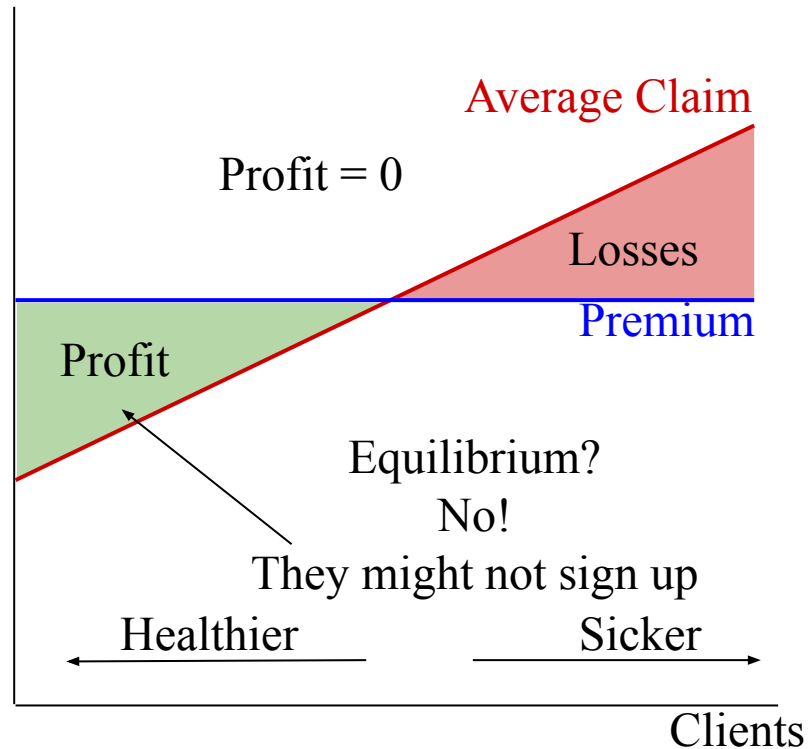 Average Claim
Profit = 0
Losses
Premium
Profit
Equilibrium?
No!
They might not sign up
Healthier
Sicker
Clients